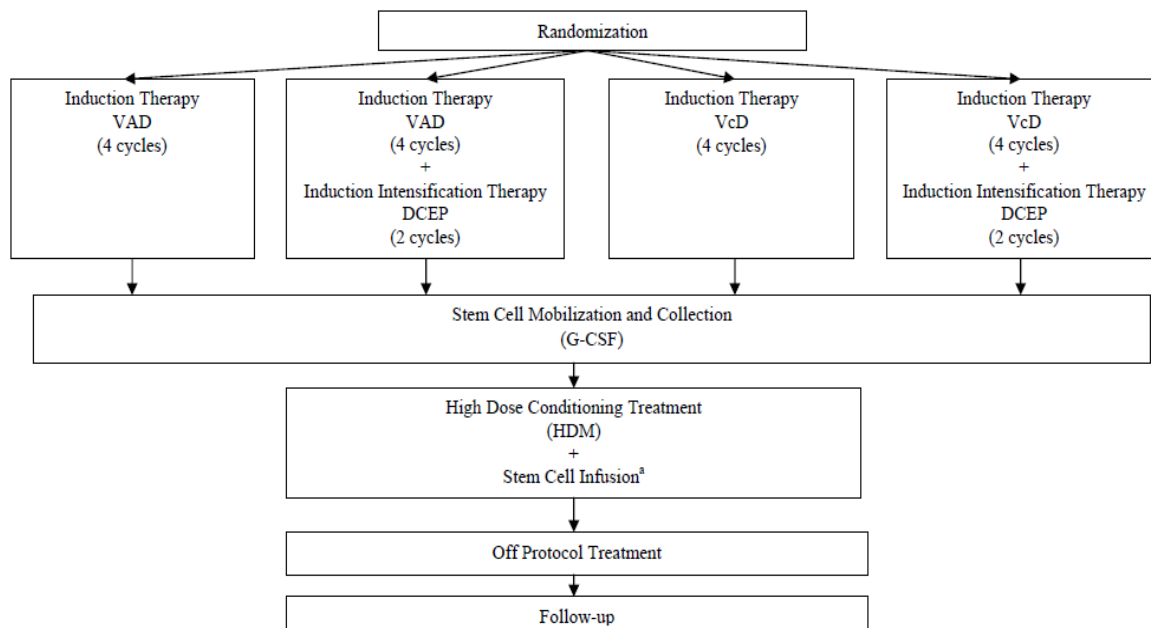 Randomization
Induction Therapy
VAD
(4 cycles)
Induction Therapy
VAD
(4 cycles)
+
Induction Intensification Therapy
DCEP
(2 cycles)
Induction Therapy
VcD
(4 cycles)
Induction Therapy
VcD
(4 cycles)
+
Induction Intensification Therapy
DCEP
(2 cycles)
Stem Cell Mobilization and Collection
(G-CSF)
High Dose Conditioning Treatment
(HDM)
+
Stem Cell Infusionᵃ
Off Protocol Treatment
Follow-up